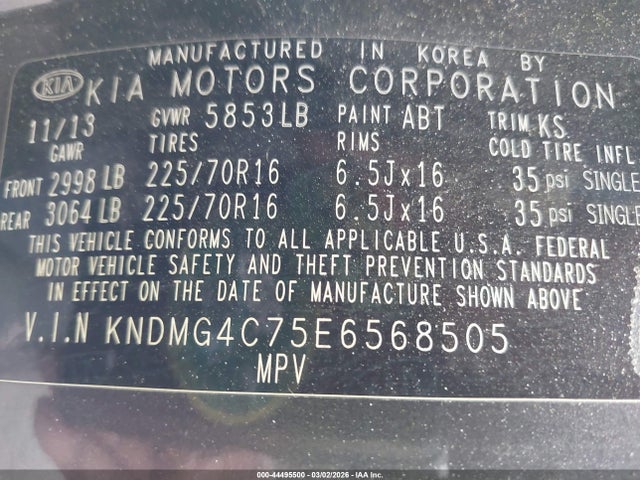 MANUFACTURED IN KOREA BY
KIA KIA MOTORS CORPORATION
11/13 GVWR 5853LB PAINT ABT TRIM KS
GAWR TIRES RIMS COLD TIRE INFL
FRONT 2998 LB 225/70R16 6.5Jx16 35 psi SINGLE
REAR 3064 LB 225/70R16 6.5Jx16 35 psi SINGLE
THIS VEHICLE CONFORMS TO ALL APPLICABLE U.S.A. FEDERAL
MOTOR VEHICLE SAFETY AND THEFT PREVENTION STANDARDS
IN EFFECT ON THE DATE OF MANUFACTURE SHOWN ABOVE
V.I.N KNDMG4C75E6568505
MPV
000-44495500 - 03/02/2026 - I.A.A. Inc.